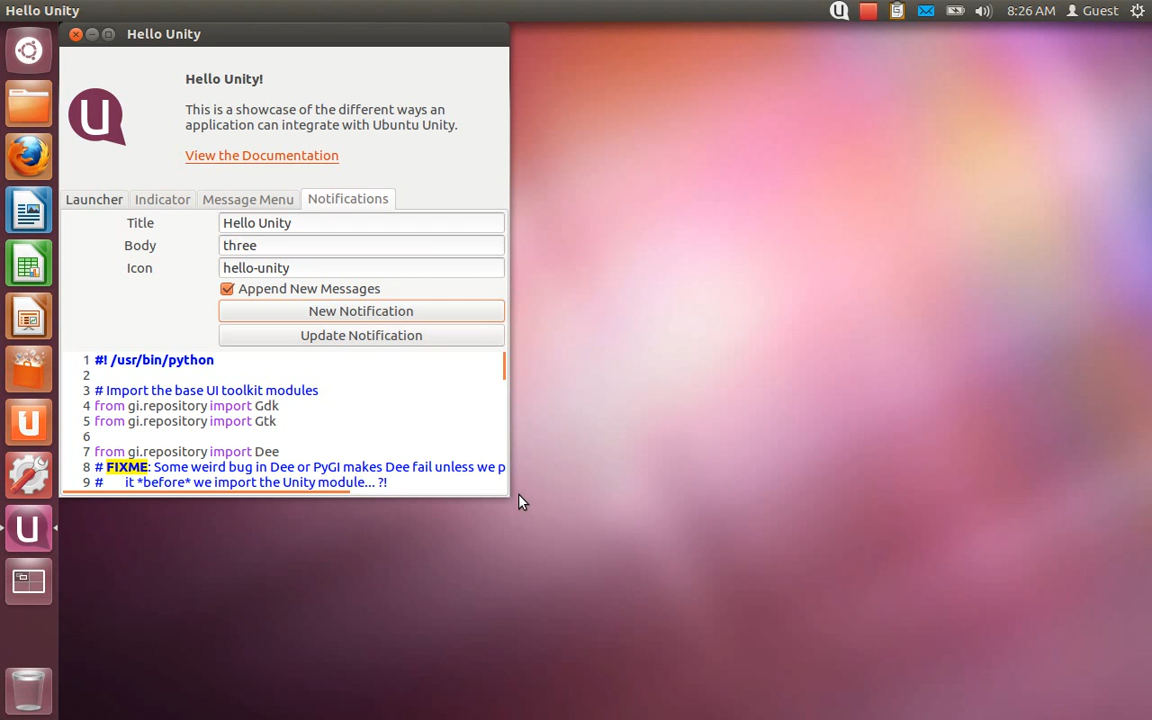 Hello Unity
8:26 AM Guest
Hello Unity
Hello Unity!
This is a showcase of the different ways an
application can integrate with Ubuntu Unity.
View the Documentation
Launcher Indicator Message Menu Notifications
Title Hello Unity
Body three
Icon hello-unity
Append New Messages
New Notification
Update Notification
1 #! /usr/bin/python
2
3 # Import the base UI toolkit modules
4 from gi.repository import Gdk
5 from gi.repository import Gtk
6
7 from gi.repository import Dee
8 # FIXME: Some weird bug in Dee or PyGI makes Dee fail unless we p
9 # it *before* we import the Unity module... ?!